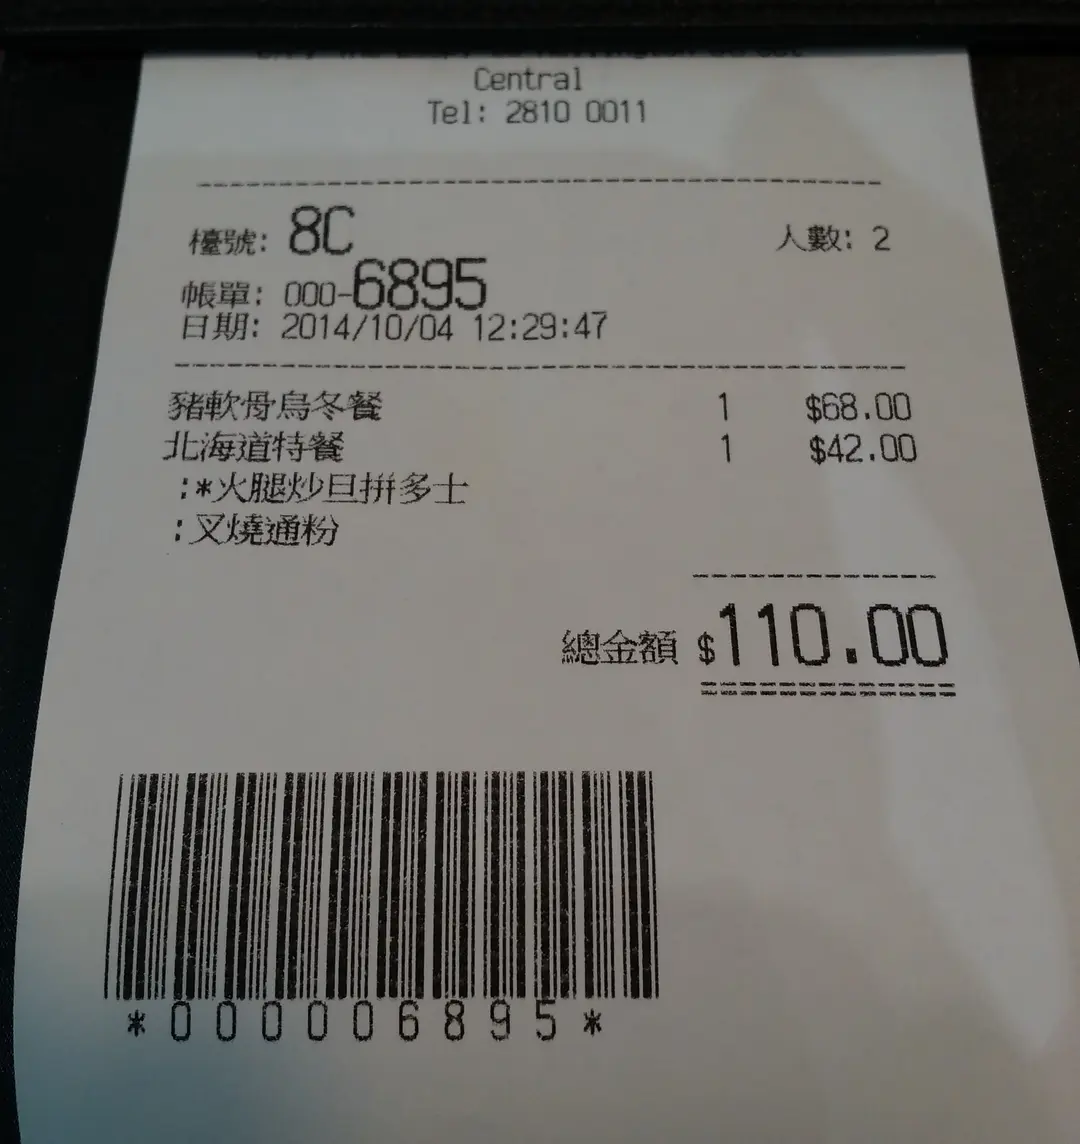 Central
Tel: 2810 0011
檯號: 8C 人數: 2
帳單: 000-6895
日期: 2014/10/04 12:29:47
豬軟骨烏冬餐 1 $68.00
北海道特餐 1 $42.00
:*火腿炒旦拼多士
:叉燒通粉
總金額 $110.00
*000006895*